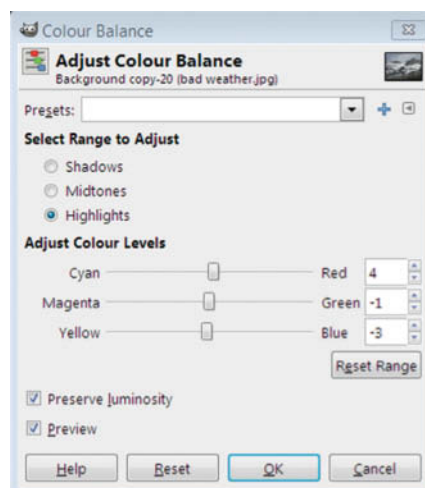 Colour Balance
Adjust Colour Balance
Background copy-20 (bad weather.jpg)
Presets:
Select Range to Adjust
Shadows
Midtones
Highlights
Adjust Colour Levels
Cyan Red 4
Magenta Green -1
Yellow Blue -3
Reset Range
Preserve luminosity
Preview
Help Reset OK Cancel